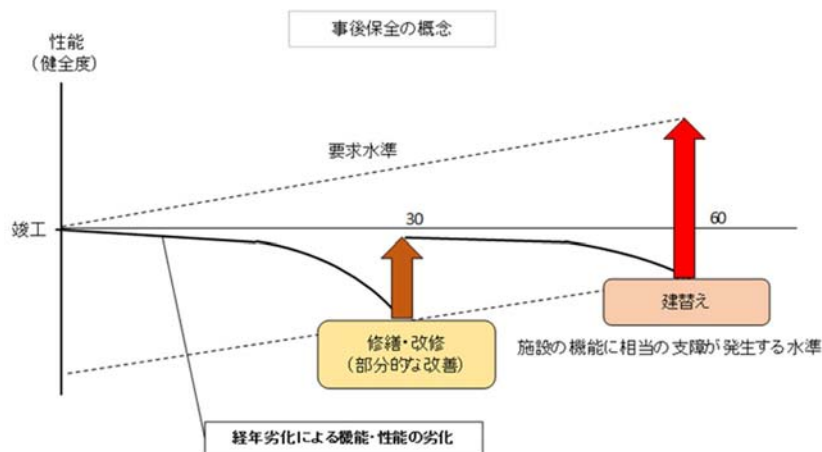 事後保全の概念
性能
（健全度）
要求水準
竣工
30
60
修繕・改修
（部分的な改善）
建替え
施設の機能に相当の支障が発生する水準
経年劣化による機能・性能の劣化